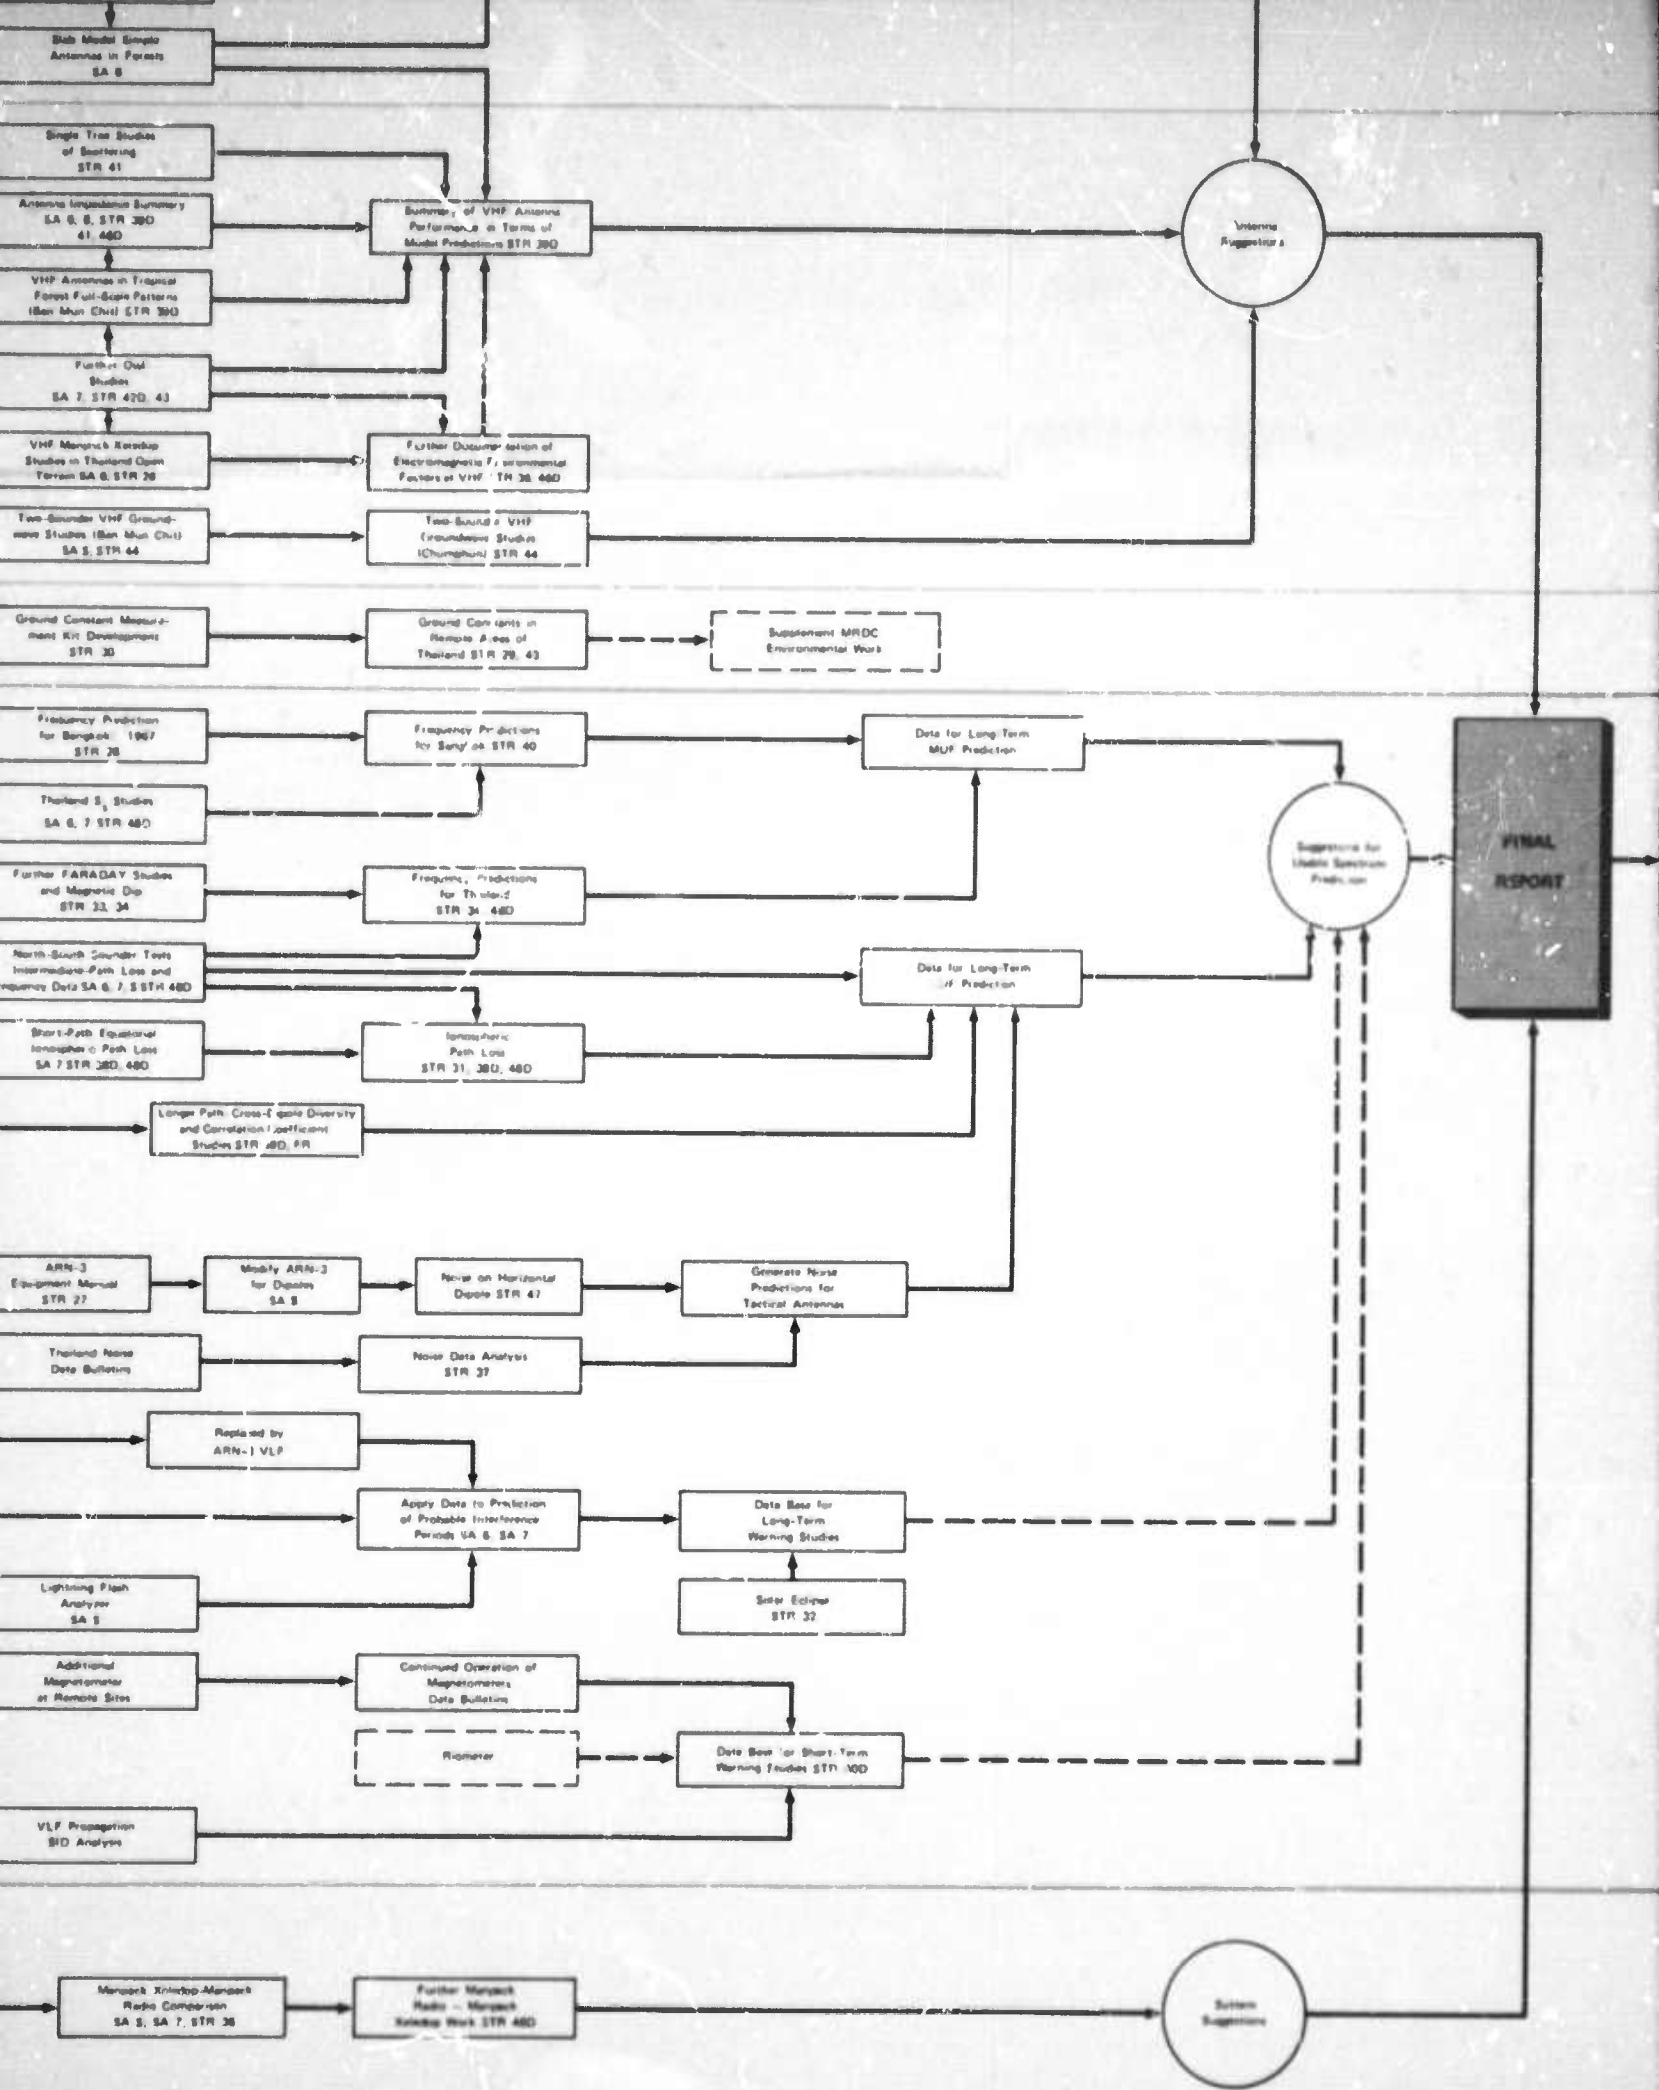 Slab Model Simple
Antennas in Forests
SA 8
Single Tree Studies
of Scattering
STR 41
Antenna Impedance Summary
SA 6, 8, STR 39D
41, 46D
Summary of VHF Antenna
Performance in Terms of
Model Predictions STR 39D
Antenna
Suggestions
VHF Antennas in Tropical
Forest Full-Scale Patterns
(Ban Mun Chit) STR 39D
Further Owl
Studies
SA 7, STR 42D, 43
VHF Manpack Xeledop
Studies in Thailand Open
Terrain SA 6, STR
Further Documentation of
Electromagnetic Environmental
Factors at VHF STR 36, 46D
Two-Sounder VHF Ground-
wave Studies (Ban Mun Chit)
SA 5, STR 44
Two-Sounder VHF
Groundwave Studies
(Chumphon) STR 44
Ground Constant Measure-
ment Kit Development
STR 30
Ground Constants in
Remote Areas of
Thailand STR 29, 43
Supplement MRDC
Environmental Work
Frequency Prediction
for Bangkok 1967
STR 28
Frequency Predictions
for Bangkok STR 40
Data for Long-Term
MUF Prediction
Thailand Studies
SA 6, 7 STR 48D
Suggestions for
Usable Spectrum
Prediction
FINAL
REPORT
Further FARADAY Studies
and Magnetic Dip
STR 33, 34
Frequency Predictions
for Thailand
STR 34, 48D
North-South Sounder Tests
Intermediate-Path Loss and
quency Data SA 6, 7, 8 STR 48D
Data for Long-Term
Prediction
Short-Path Equatorial
Ionospheric Path Loss
SA 7 STR 38D, 48D
Ionospheric
Path Loss
STR 31, 38D, 48D
Longer Path Cross-Dipole Diversity
and Correlation Coefficient
Studies STR FR
ARN-3
Equipment Manual
STR 27
Modify ARN-3
for Dipoles
SA 8
Noise on Horizontal
Dipole STR 47
Generate Noise
Predictions for
Tactical Antennas
Thailand Noise
Data Bulletins
Noise Data Analysis
STR 37
Replaced by
ARN-1 VLF
Apply Data to Prediction
of Probable Interference
Periods SA 6, SA 7
Data Base for
Long-Term
Warning Studies
Lightning Flash
Analyzer
SA 5
Solar Eclipse
STR 32
Additional
Magnetometer
at Remote Sites
Continued Operation of
Magnetometers
Data Bulletins
Riometer
Data Base for Short-Term
Warning Studies STR
VLF Propagation
SID Analysis
Manpack Xeledop-Manpack
Radio Comparison
SA 5, SA 7, STR 36
Further Manpack
Radio – Manpack
Xeledop Work STR 46D
System
Suggestions